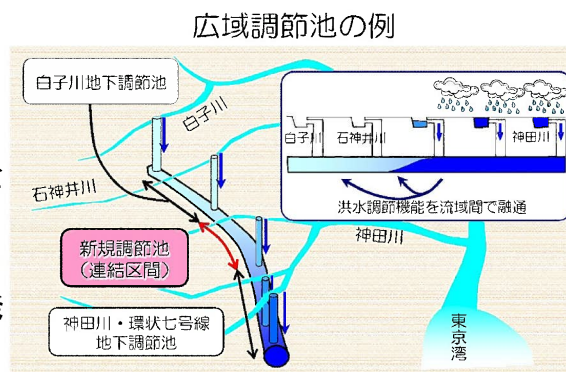 広域調節池の例
白子川地下調節池
白子川
石神井川
新規調節池
(連結区間)
神田川・環状七号線
地下調節池
神田川
東京湾
白子川
石神井川
神田川
洪水調節機能を流域間で融通